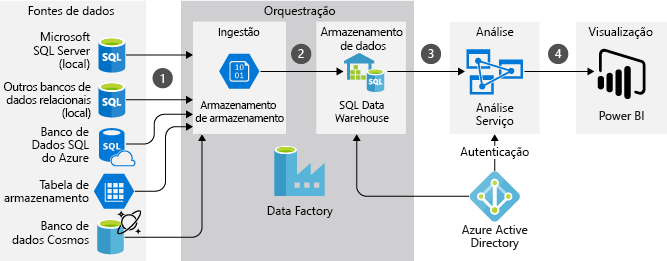 Fontes de dados
Microsoft
SQL Server
(local)
SQL
Outros bancos de
dados relacionais
(local)
SQL
Banco de
Dados SQL
do Azure
SQL
Tabela de
armazenamento
Banco de
dados Cosmos
1
Orquestração
Ingestão
10
01
Armazenamento
de armazenamento
2
Armazenamento
de dados
SQL
SQL Data
Warehouse
Data Factory
3
Análise
Análise
Serviço
Autenticação
Azure Active
Directory
4
Visualização
Power BI